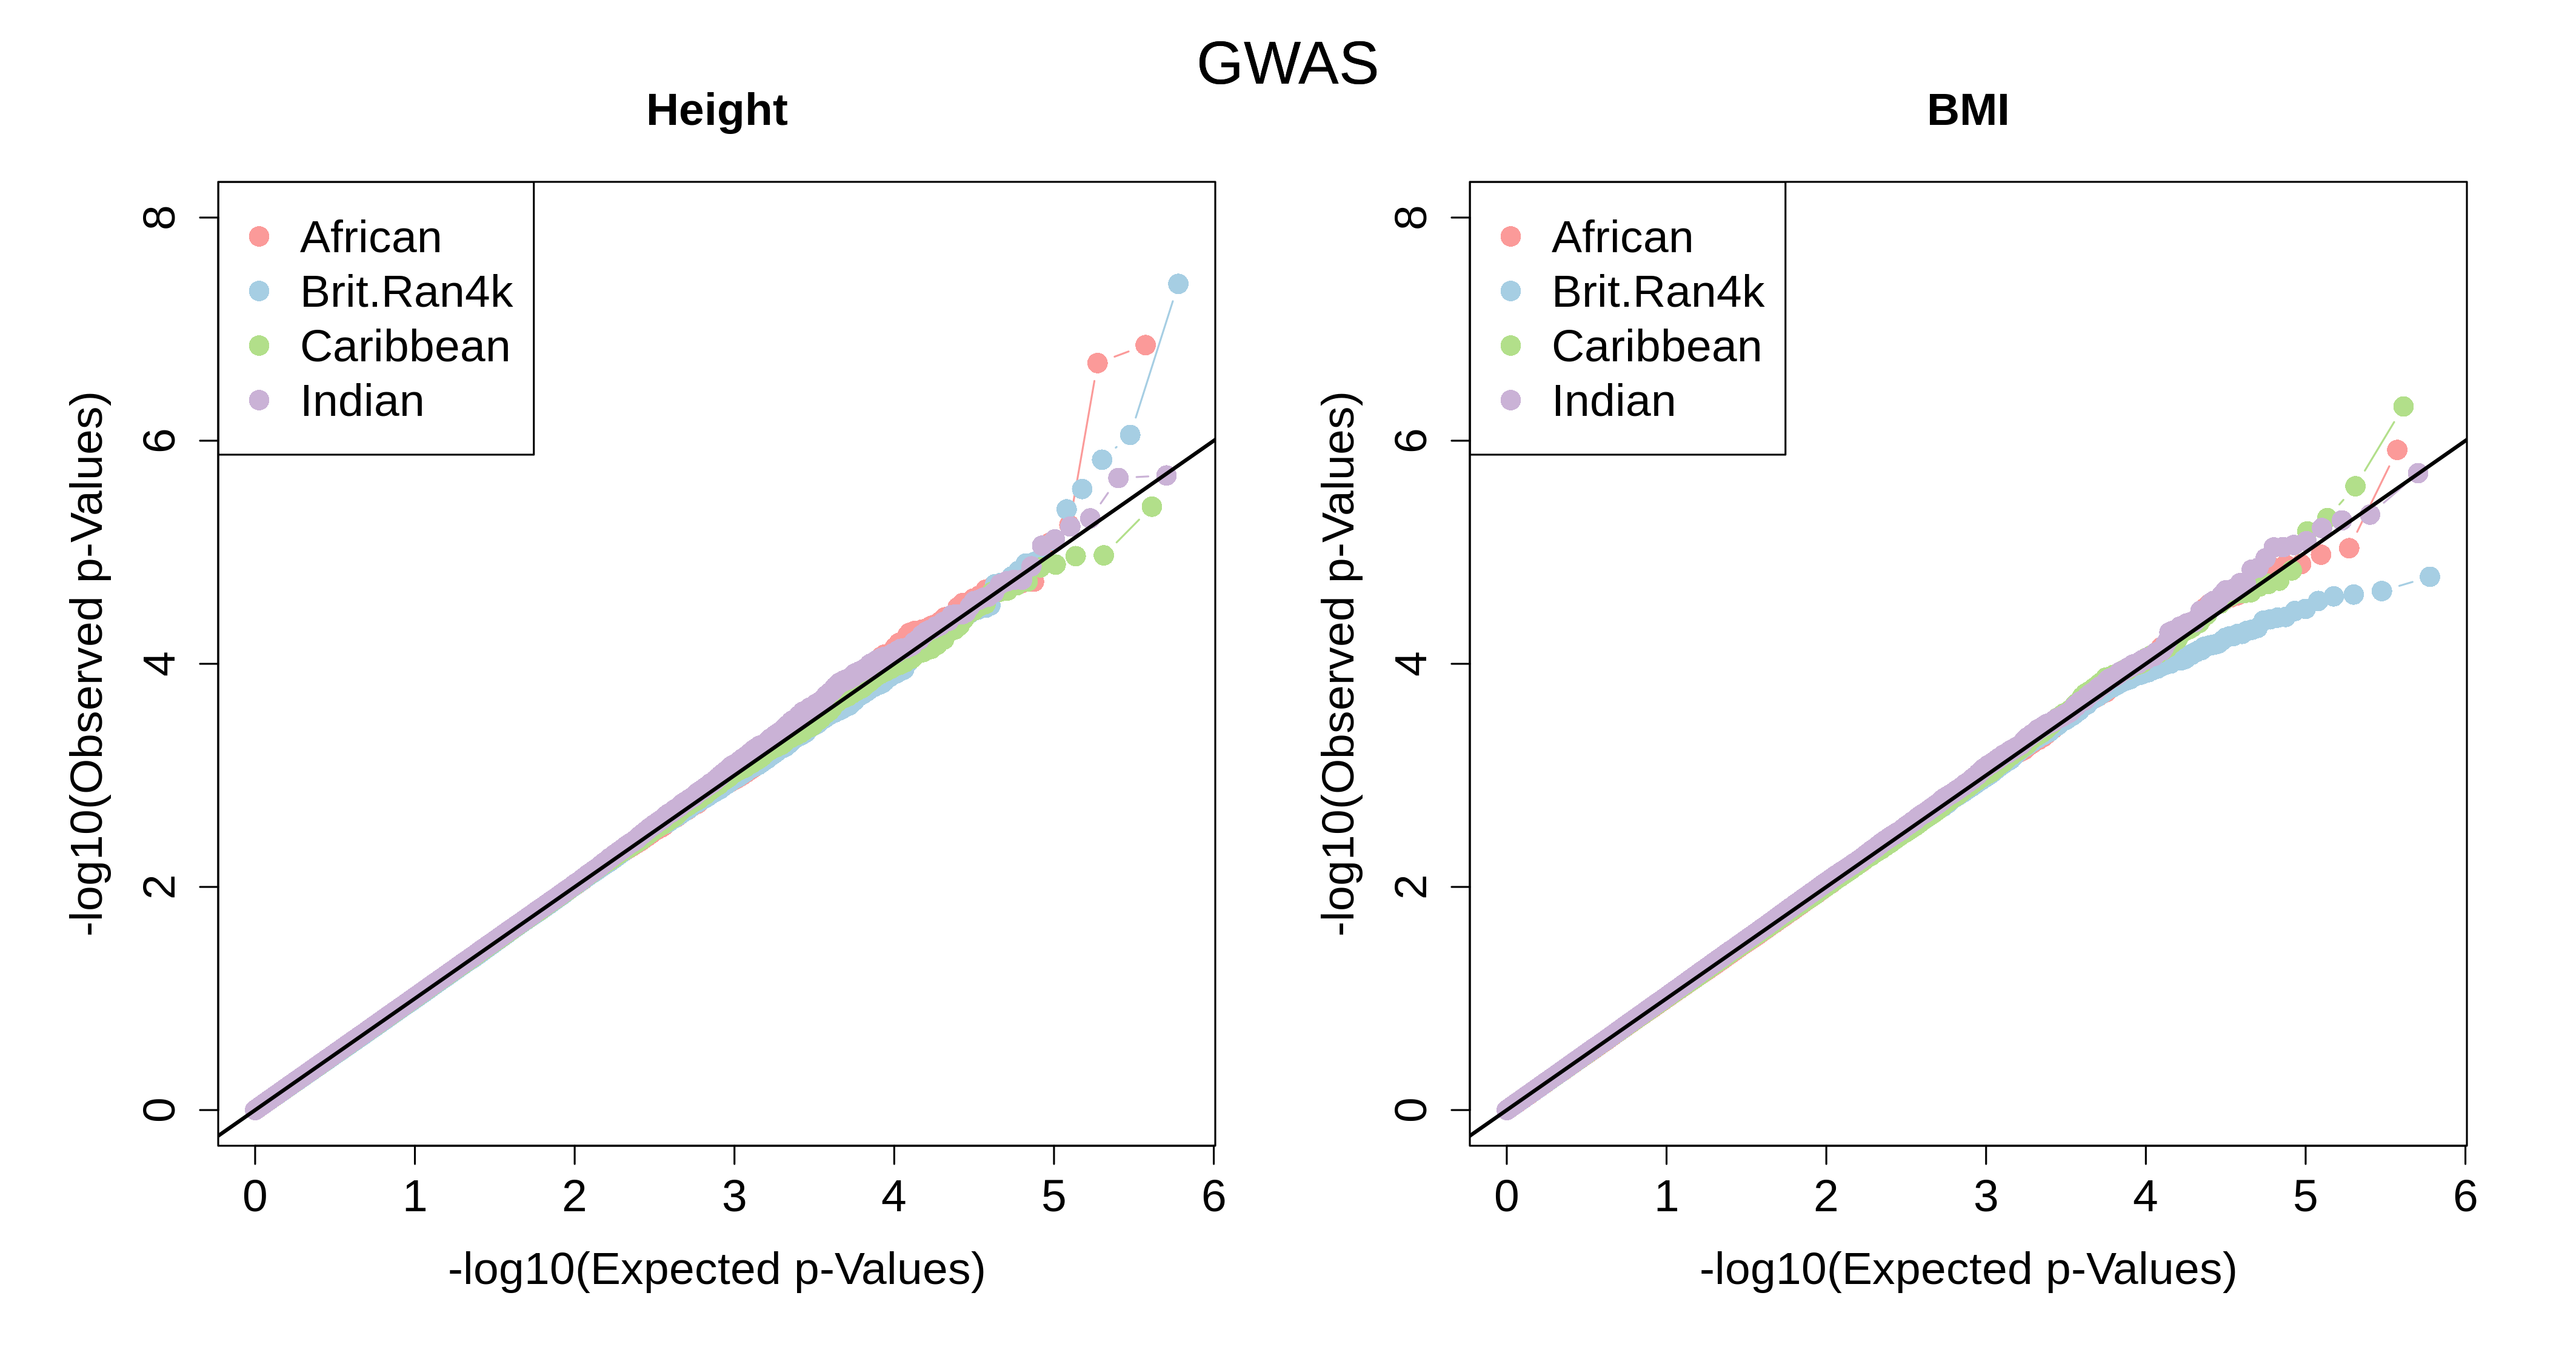 GWAS
Height
African
Brit.Ran4k
Caribbean
Indian
8
6
4
2
0
-log10(Observed p-Values)
0 1 2 3 4 5 6
-log10(Expected p-Values)
BMI
African
Brit.Ran4k
Caribbean
Indian
8
6
4
2
0
-log10(Observed p-Values)
0 1 2 3 4 5 6
-log10(Expected p-Values)